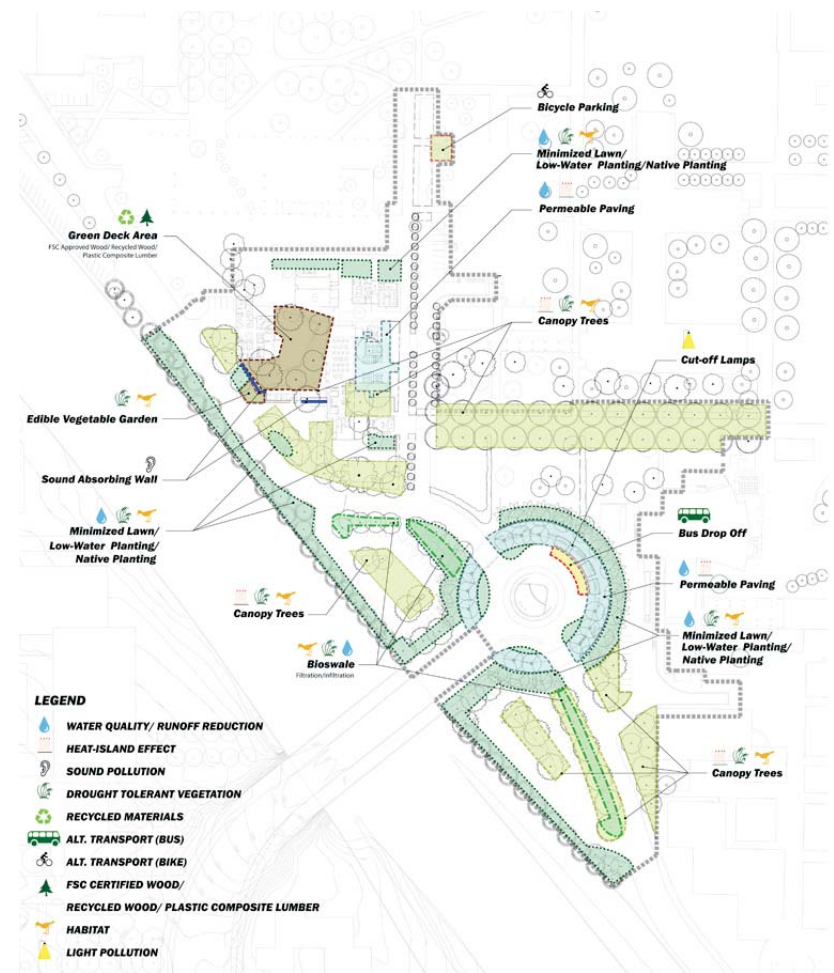 Bicycle Parking
Minimized Lawn/
Low-Water Planting/Native Planting
Permeable Paving
Green Deck Area
FSC Approved Wood/ Recycled Wood/
Plastic Composite Lumber
Canopy Trees
Cut-off Lamps
Edible Vegetable Garden
Sound Absorbing Wall
Minimized Lawn/
Low-Water Planting/
Native Planting
Bus Drop Off
Permeable Paving
Canopy Trees
Minimized Lawn/
Low-Water Planting/
Native Planting
Bioswale
Filtration/Infiltration
Canopy Trees
LEGEND
WATER QUALITY/ RUNOFF REDUCTION
HEAT-ISLAND EFFECT
SOUND POLLUTION
DROUGHT TOLERANT VEGETATION
RECYCLED MATERIALS
ALT. TRANSPORT (BUS)
ALT. TRANSPORT (BIKE)
FSC CERTIFIED WOOD/
RECYCLED WOOD/ PLASTIC COMPOSITE LUMBER
HABITAT
LIGHT POLLUTION